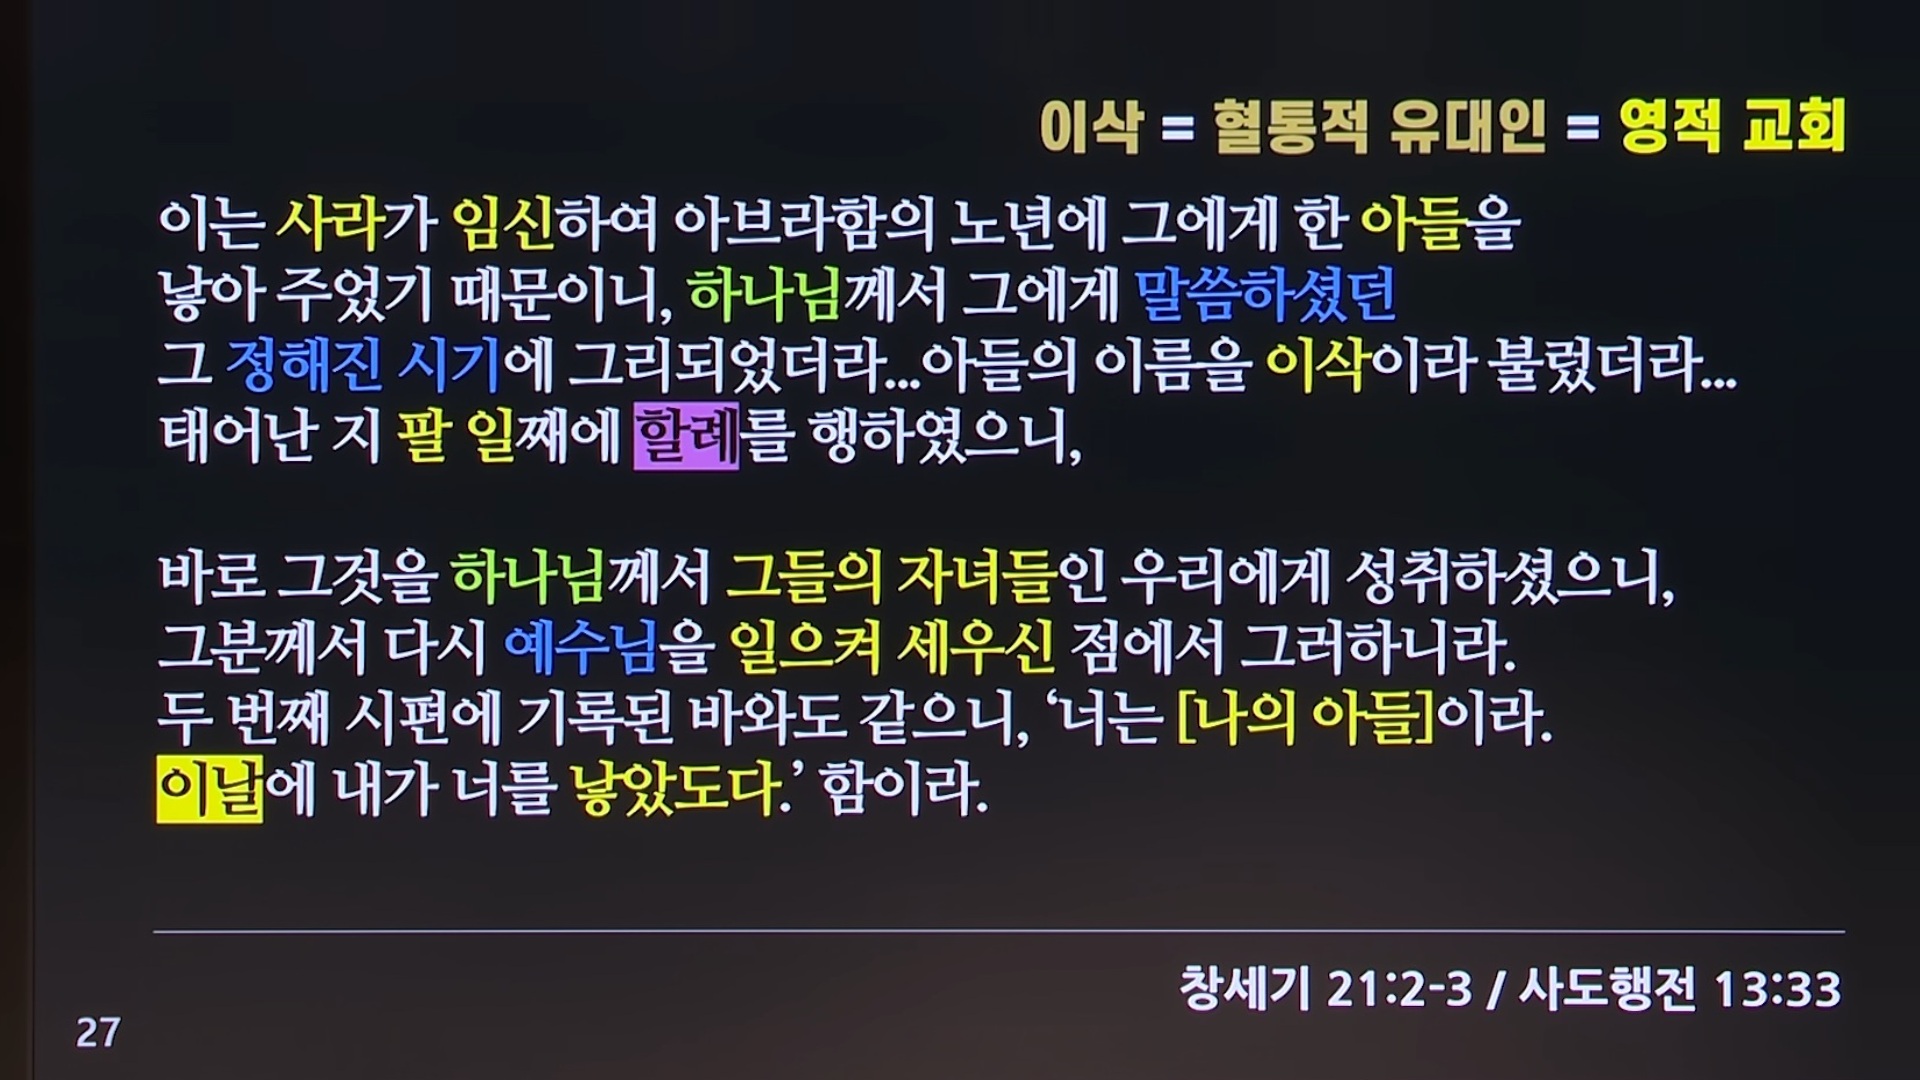 이삭 = 혈통적 유대인 = 영적 교회
이는 사라가 임신하여 아브라함의 노년에 그에게 한 아들을
낳아 주었기 때문이니, 하나님께서 그에게 말씀하셨던
그 정해진 시기에 그리되었더라...아들의 이름을 이삭이라 불렀더라...
태어난 지 팔 일째에 할례를 행하였으니,
바로 그것을 하나님께서 그들의 자녀들인 우리에게 성취하셨으니,
그분께서 다시 예수님을 일으켜 세우신 점에서 그러하니라.
두 번째 시편에 기록된 바와도 같으니, ‘너는 [나의 아들]이라.
이날에 내가 너를 낳았도다.’ 함이라.
창세기 21:2-3 / 사도행전 13:33
27